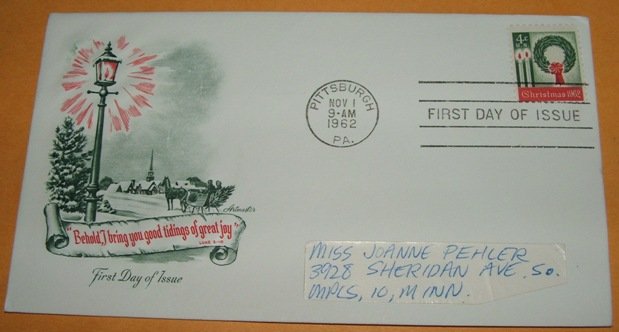 4¢
Christmas 1962
PITTSBURGH
NOV 1
9-AM
1962
PA.
FIRST DAY OF ISSUE
Artmaster
"Behold, I bring you good tidings of great joy"
LUKE 2-10
First Day of Issue
MISS JOANNE PEHLER
3928 SHERIDAN AVE. So.
MPLS, 10, MINN.